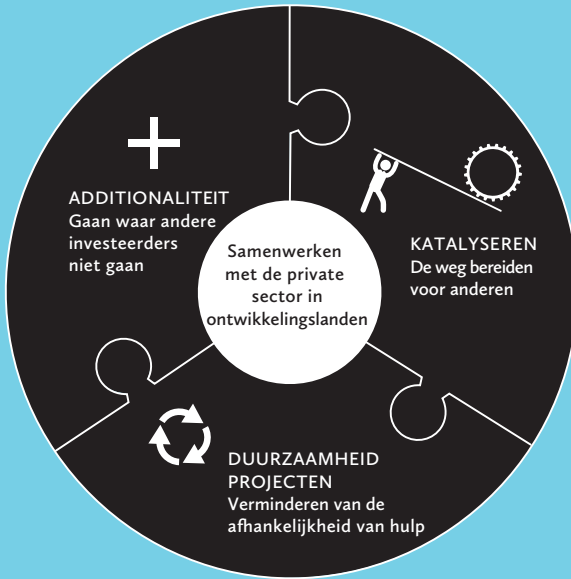 ADDITIONALITEIT
Gaan waar andere
investeerders
niet gaan
Samenwerken
met de private
sector in
ontwikkelingslanden
KATALYSEREN
De weg bereiden
voor anderen
DUURZAAMHEID
PROJECTEN
Verminderen van de
afhankelijkheid van hulp